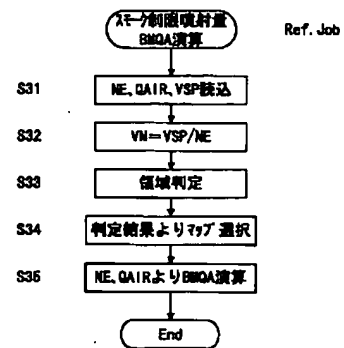 スモーク制限噴射量
BMQA演算
Ref. Job
S31
NE、QAIR、VSP読込
S32
VN=VSP/NE
S33
領域判定
S34
判定結果よりマップ選択
S35
NE、QAIRよりBMQA演算
End